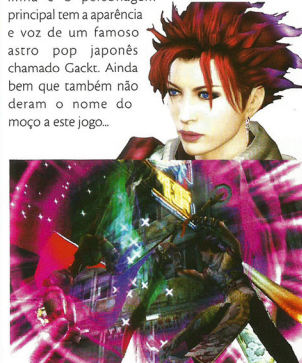 principal tem a aparência
e voz de um famoso
astro pop japonês
chamado Gackt. Ainda
bem que também não
deram o nome do
moço a este jogo...